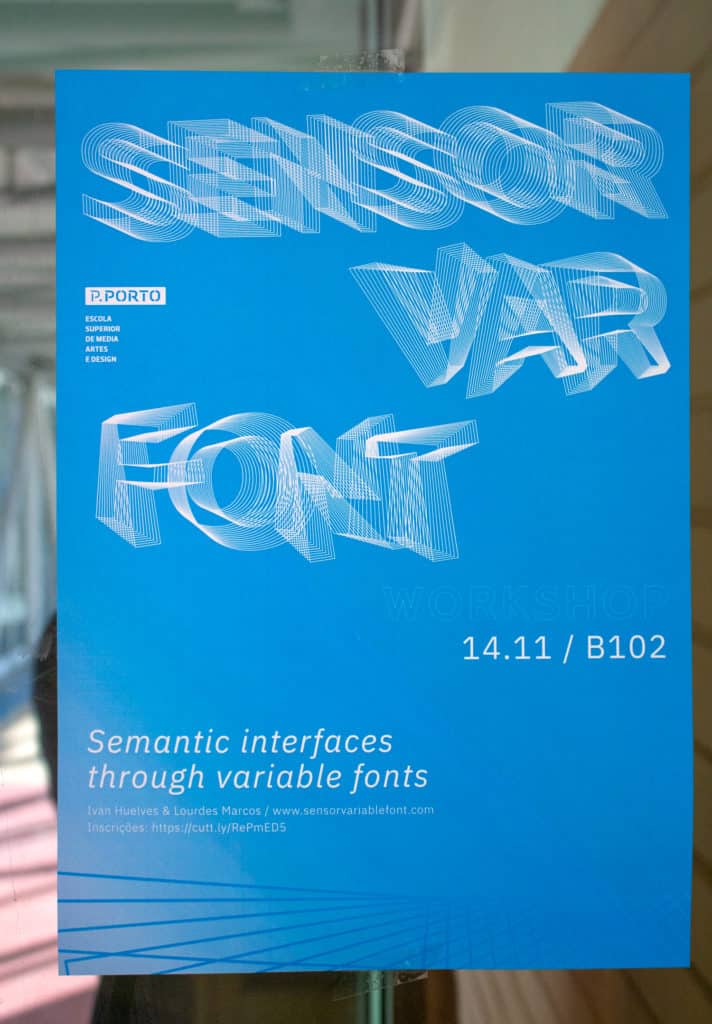 SENSOR
VAR
P.PORTO
ESCOLA
SUPERIOR
DE MEDIA
ARTES
E DESIGN
FONT
WORKSHOP
14.11 / B102
Semantic interfaces
through variable fonts
Ivan Huelves & Lourdes Marcos / www.sensorvariablefont.com
Inscrições: https://cutt.ly/RePmED5